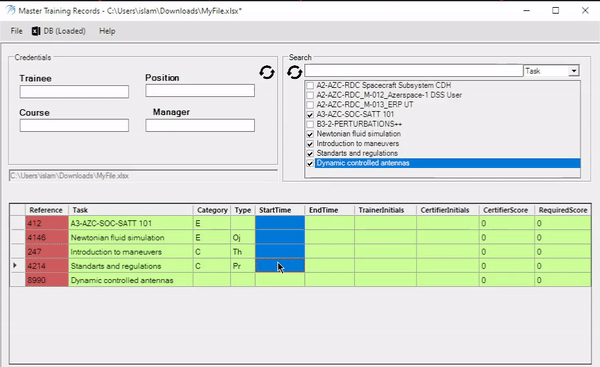 Master Training Records - C:\Users\islam\Downloads\MyFile.xlsx*
File DB (Loaded) Help
Credentials
Search
Trainee Position
Course Manager
Task
A2-AZC-RDC Spacecraft Subsystem CDH
A2-AZC-RDC_M-012_Azerspace-1 DSS User
A2-AZC-RDC_M-013_ERP UT
A3-AZC-SOC-SATT 101
B3-2-PERTURBATIONS++
Newtonian fluid simulation
Introduction to maneuvers
Standarts and regulations
Dynamic controlled antennas
C:\Users\islam\Downloads\MyFile.xlsx
Reference Task Category Type StartTime EndTime TrainerInitials CertifierInitials CertifierScore RequiredScore
412 A3-AZC-SOC-SATT 101 E 0 0
4146 Newtonian fluid simulation E Oj 0 0
247 Introduction to maneuvers C Th 0 0
4214 Standarts and regulations C Pr 0 0
8990 Dynamic controlled antennas 0 0